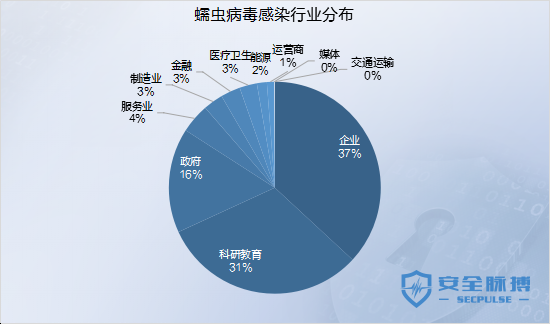 蠕虫病毒感染行业分布
企业
37%
科研教育
31%
政府
16%
服务业
4%
制造业
3%
金融
3%
医疗卫生
3%
能源
2%
运营商
1%
媒体
0%
交通运输
0%
安全脉搏
SECPULSE